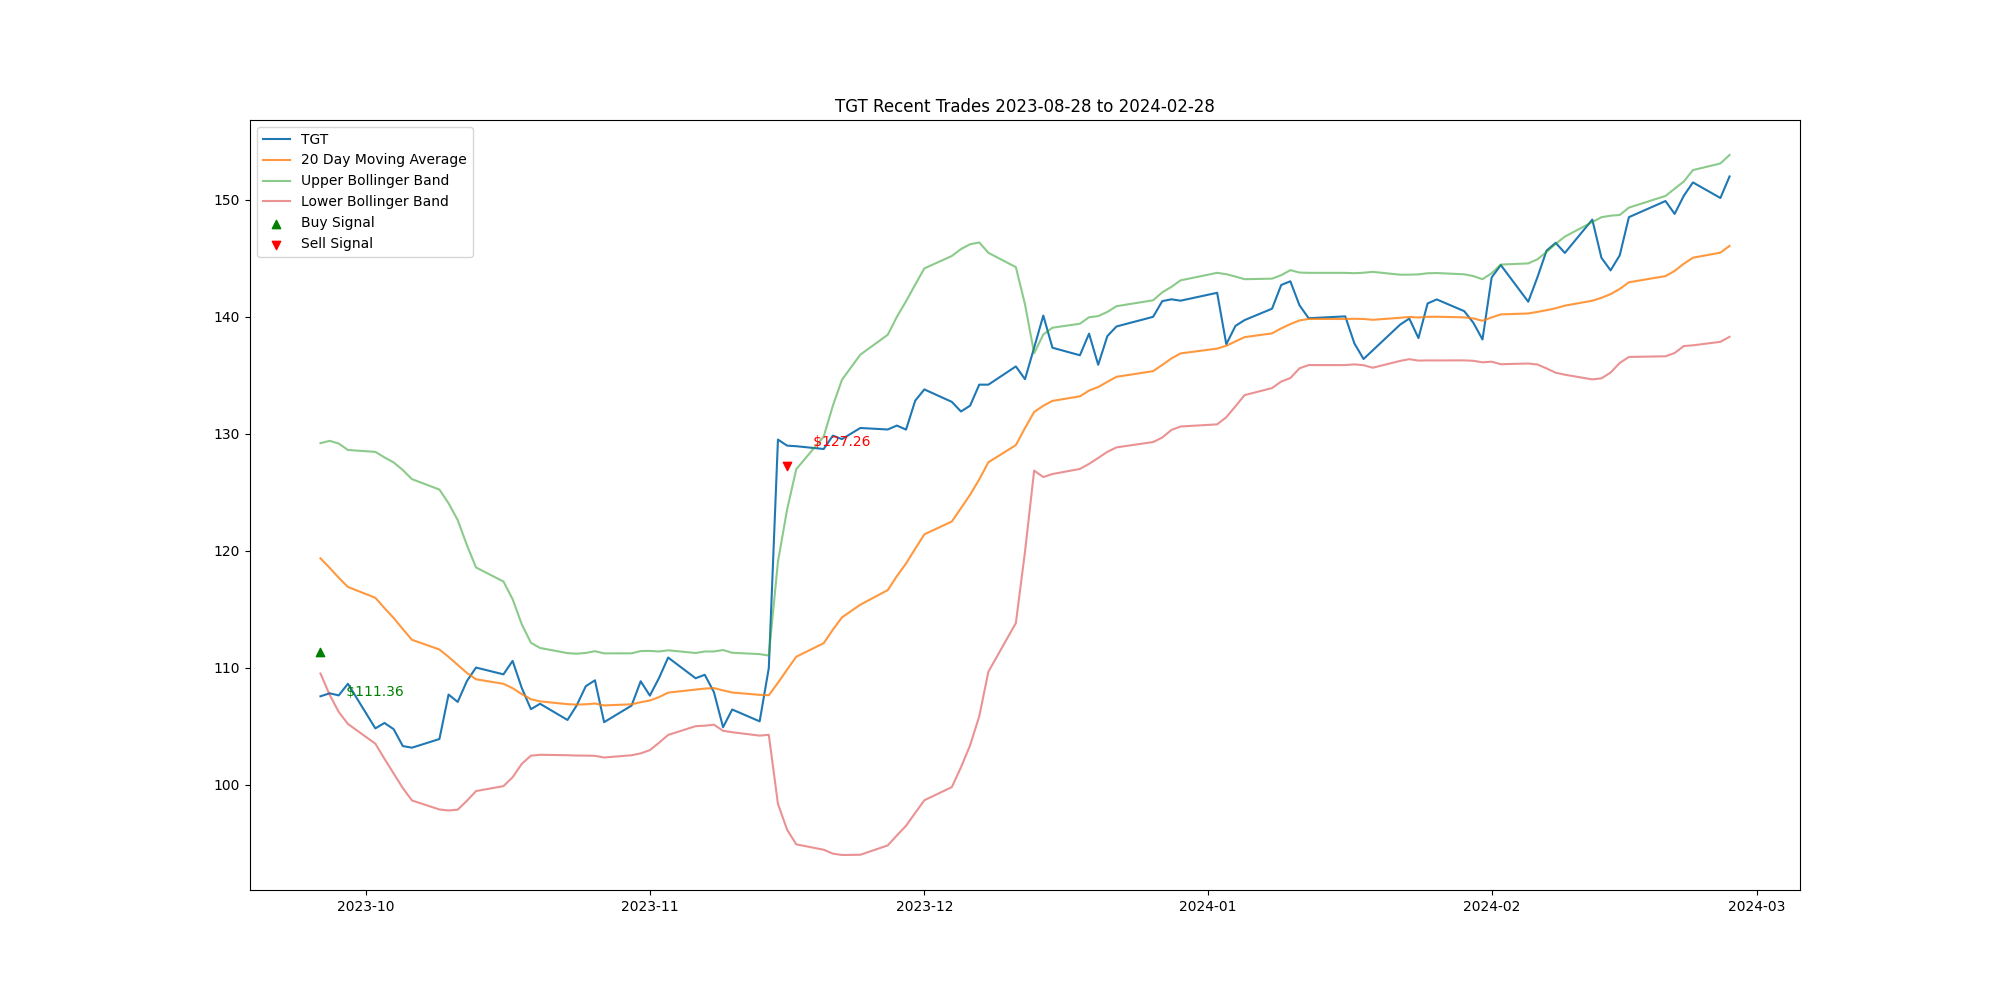 TGT Recent Trades 2023-08-28 to 2024-02-28
TGT
20 Day Moving Average
Upper Bollinger Band
Lower Bollinger Band
Buy Signal
Sell Signal
150
140
130
120
110
100
$127.26
$111.36
2023-10
2023-11
2023-12
2024-01
2024-02
2024-03